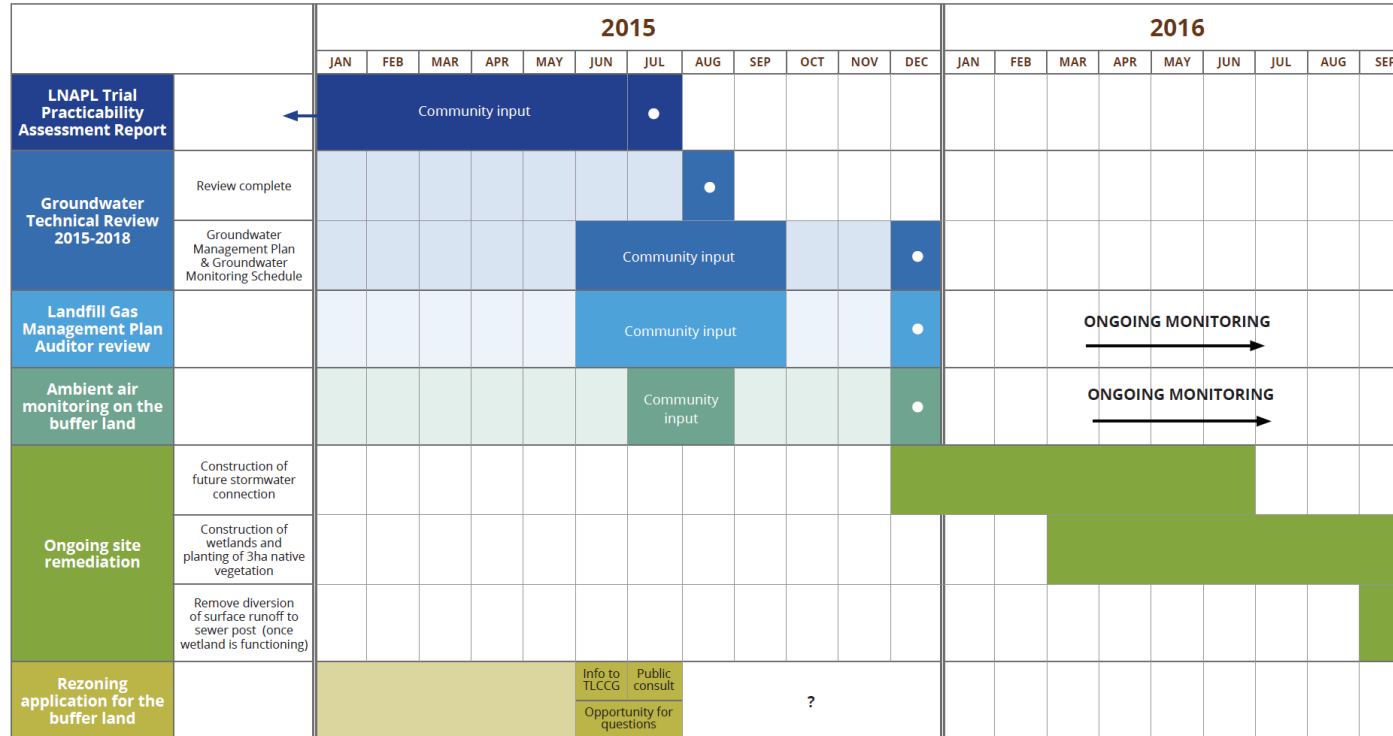 2015
2016
JAN FEB MAR APR MAY JUN JUL AUG SEP OCT NOV DEC JAN FEB MAR APR MAY JUN JUL AUG SEP
LNAPL Trial
Practicability
Assessment Report
Community input
Groundwater
Technical Review
2015-2018
Review complete
Groundwater
Management Plan
& Groundwater
Monitoring Schedule
Community input
Landfill Gas
Management Plan
Auditor review
Community input
ONGOING MONITORING
Ambient air
monitoring on the
buffer land
Community
input
ONGOING MONITORING
Ongoing site
remediation
Construction of
future stormwater
connection
Construction of
wetlands and
planting of 3ha native
vegetation
Remove diversion
of surface runoff to
sewer post (once
wetland is functioning)
Rezoning
application for the
buffer land
Info to
TLCCG
Public
consult
Opportunity for
questions
?